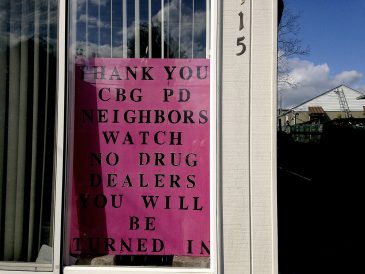 15
THANK YOU
CBG PD
NEIGHBORS
WATCH
NO DRUG
DEALERS
YOU WILL
BE
TURNED IN